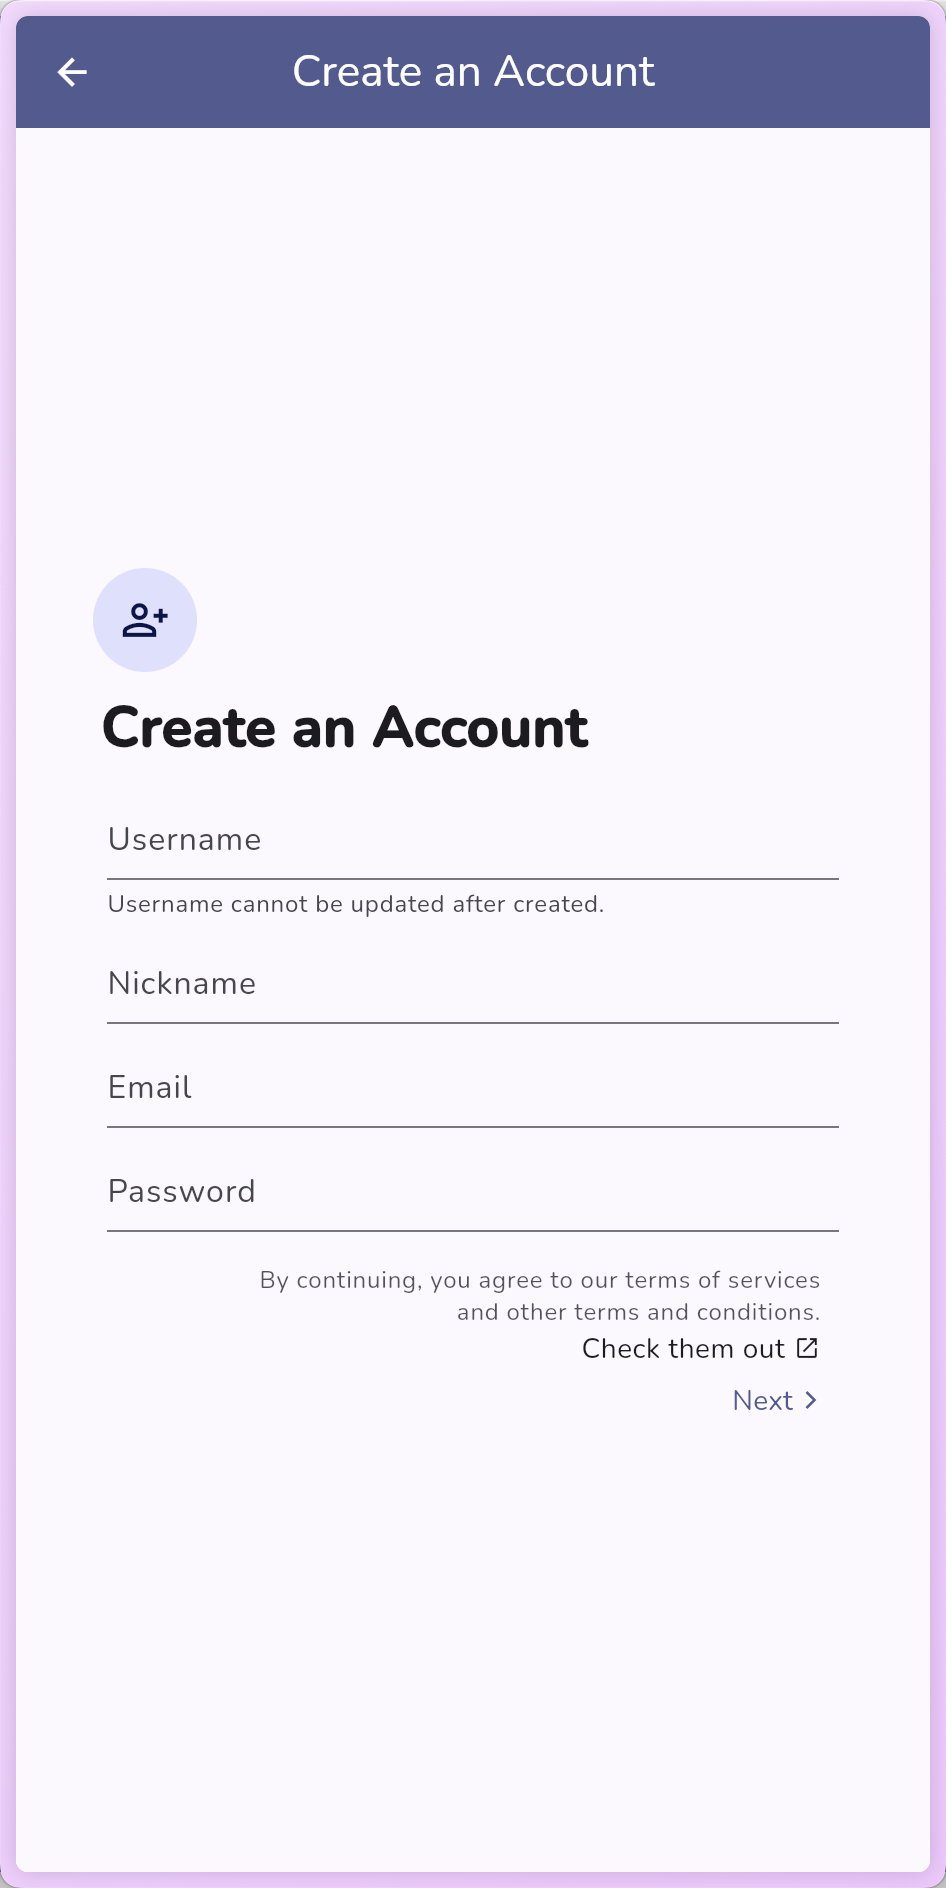 Create an Account
Create an Account
Username
Username cannot be updated after created.
Nickname
Email
Password
By continuing, you agree to our terms of services
and other terms and conditions.
Check them out
Next